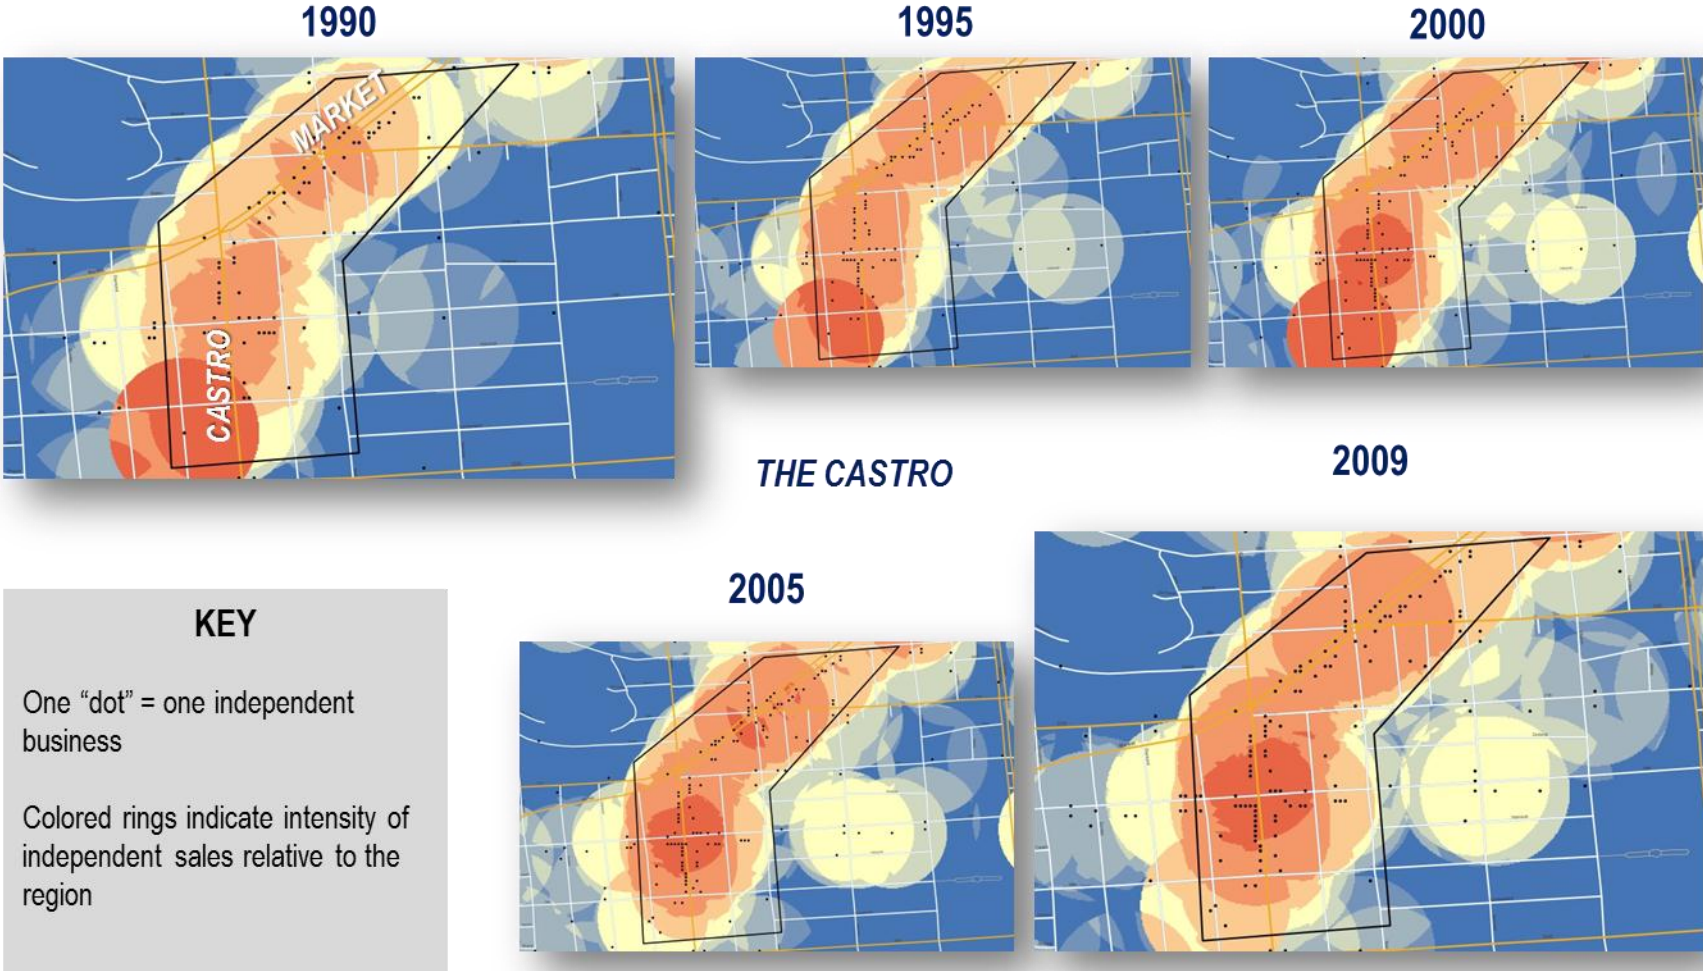 1990
1995
2000
MARKET
CASTRO
THE CASTRO
2009
2005
KEY
One “dot” = one independent
business
Colored rings indicate intensity of
independent sales relative to the
region